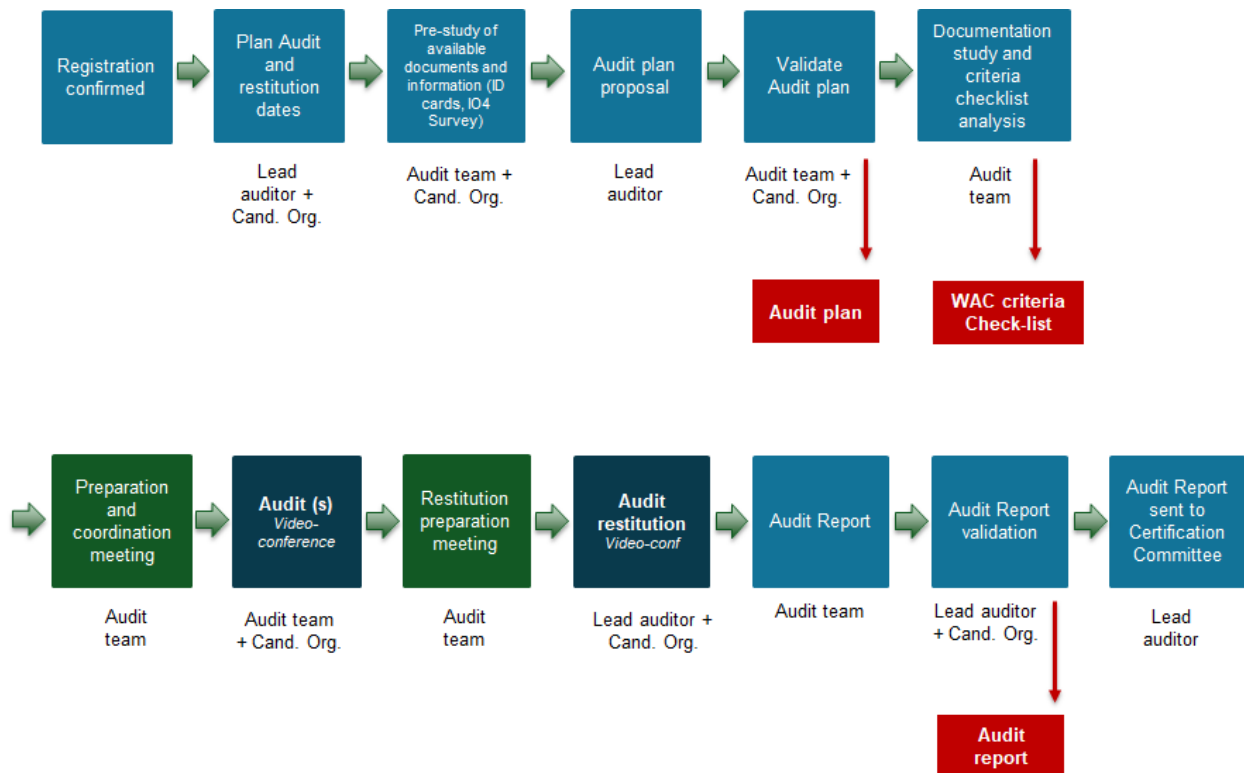 Registration
confirmed
Plan Audit
and
restitution
dates
Pre-study of
available
documents and
information (ID
cards, IO4
Survey)
Audit plan
proposal
Validate
Audit plan
Documentation
study and
criteria
checklist
analysis
Lead
auditor +
Cand. Org.
Audit team +
Cand. Org.
Lead
auditor
Audit team +
Cand. Org.
Audit
team
Audit plan
WAC criteria
Check-list
Preparation
and
coordination
meeting
Audit (s)
Video-
conference
Restitution
preparation
meeting
Audit
restitution
Video-conf
Audit Report
Audit Report
validation
Audit Report
sent to
Certification
Committee
Audit
team
Audit team
+ Cand. Org.
Audit
team
Lead auditor +
Cand. Org.
Audit team
Lead auditor
+ Cand. Org.
Lead
auditor
Audit
report